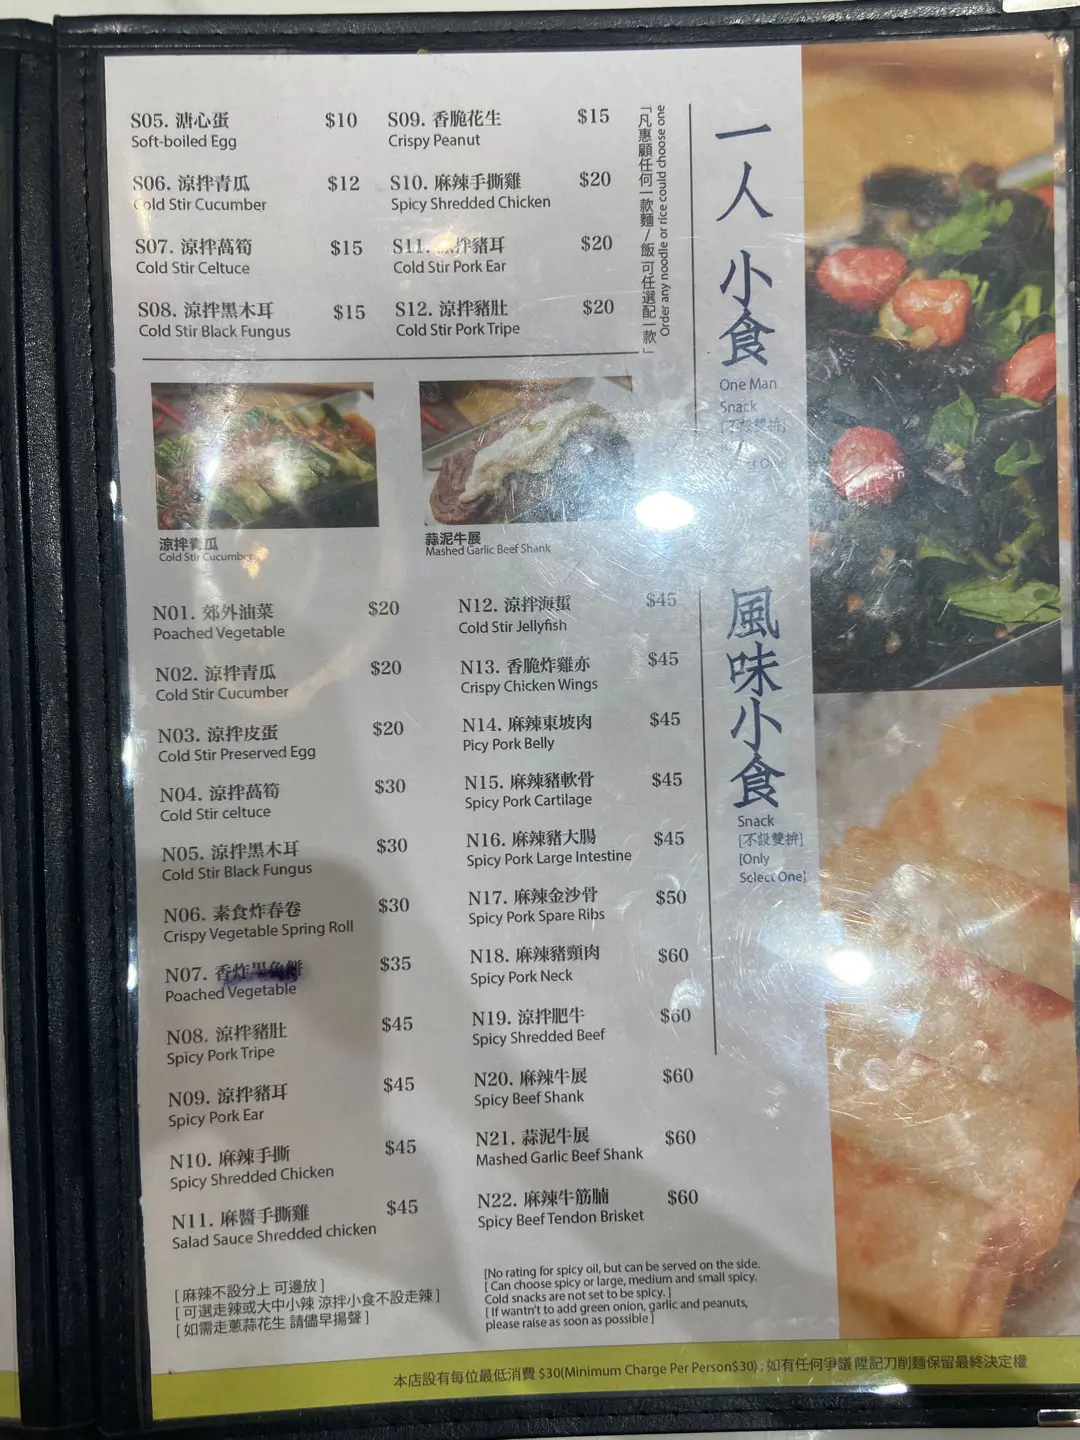 S05. 溏心蛋 $10
Soft-boiled Egg
S06. 涼拌青瓜 $12
Cold Stir Cucumber
S07. 涼拌萵筍 $15
Cold Stir Celtuce
S08. 涼拌黑木耳 $15
Cold Stir Black Fungus
S09. 香脆花生 $15
Crispy Peanut
S10. 麻辣手撕雞 $20
Spicy Shredded Chicken
S11. 拌豬耳 $20
Cold Stir Pork Ear
S12. 涼拌豬肚 $20
Cold Stir Pork Tripe
「凡惠顧任何一款麵/飯 可任選配一款」
Order any noodle or rice could choose one
一人 小食
One Man
Snack
涼拌青瓜
Cold Stir Cucumber
蒜泥牛展
Mashed Garlic Beef Shank
N01. 郊外油菜 $20
Poached Vegetable
N02. 涼拌青瓜 $20
Cold Stir Cucumber
N03. 涼拌皮蛋 $20
Cold Stir Preserved Egg
N04. 涼拌萵筍 $30
Cold Stir celtuce
N05. 涼拌黑木耳 $30
Cold Stir Black Fungus
N06. 素食炸春卷 $30
Crispy Vegetable Spring Roll
N07. 香炸墨魚餅 $35
Poached Vegetable
N08. 涼拌豬肚 $45
Spicy Pork Tripe
N09. 涼拌豬耳 $45
Spicy Pork Ear
N10. 麻辣手撕 $45
Spicy Shredded Chicken
N11. 麻醬手撕雞 $45
Salad Sauce Shredded chicken
N12. 涼拌海蜇 $45
Cold Stir Jellyfish
N13. 香脆炸雞亦 $45
Crispy Chicken Wings
N14. 麻辣東坡肉 $45
Picy Pork Belly
N15. 麻辣豬軟骨 $45
Spicy Pork Cartilage
N16. 麻辣豬大腸 $45
Spicy Pork Large Intestine
N17. 麻辣金沙骨 $50
Spicy Pork Spare Ribs
N18. 麻辣豬頸肉 $60
Spicy Pork Neck
N19. 涼拌肥牛 $60
Spicy Shredded Beef
N20. 麻辣牛展 $60
Spicy Beef Shank
N21. 蒜泥牛展 $60
Mashed Garlic Beef Shank
N22. 麻辣牛筋腩 $60
Spicy Beef Tendon Brisket
風味小食
Snack
[不設雙拚]
[Only
Select One]
[ 麻辣不設分上 可邊放 ]
[ 可選走辣或大中小辣 涼拌小食不設走辣 ]
[ 如需走蔥蒜花生 請儘早揚聲 ]
[No rating for spicy oil, but can be served on the side.
[ Can choose spicy or large, medium and small spicy.
Cold snacks are not set to be spicy. ]
[ If wantn't to add green onion, garlic and peanuts,
please raise as soon as possible ]
本店設有每位最低消費 $30(Minimum Charge Per Person$30) ; 如有任何爭議 陞記刀削麵保留最終決定權